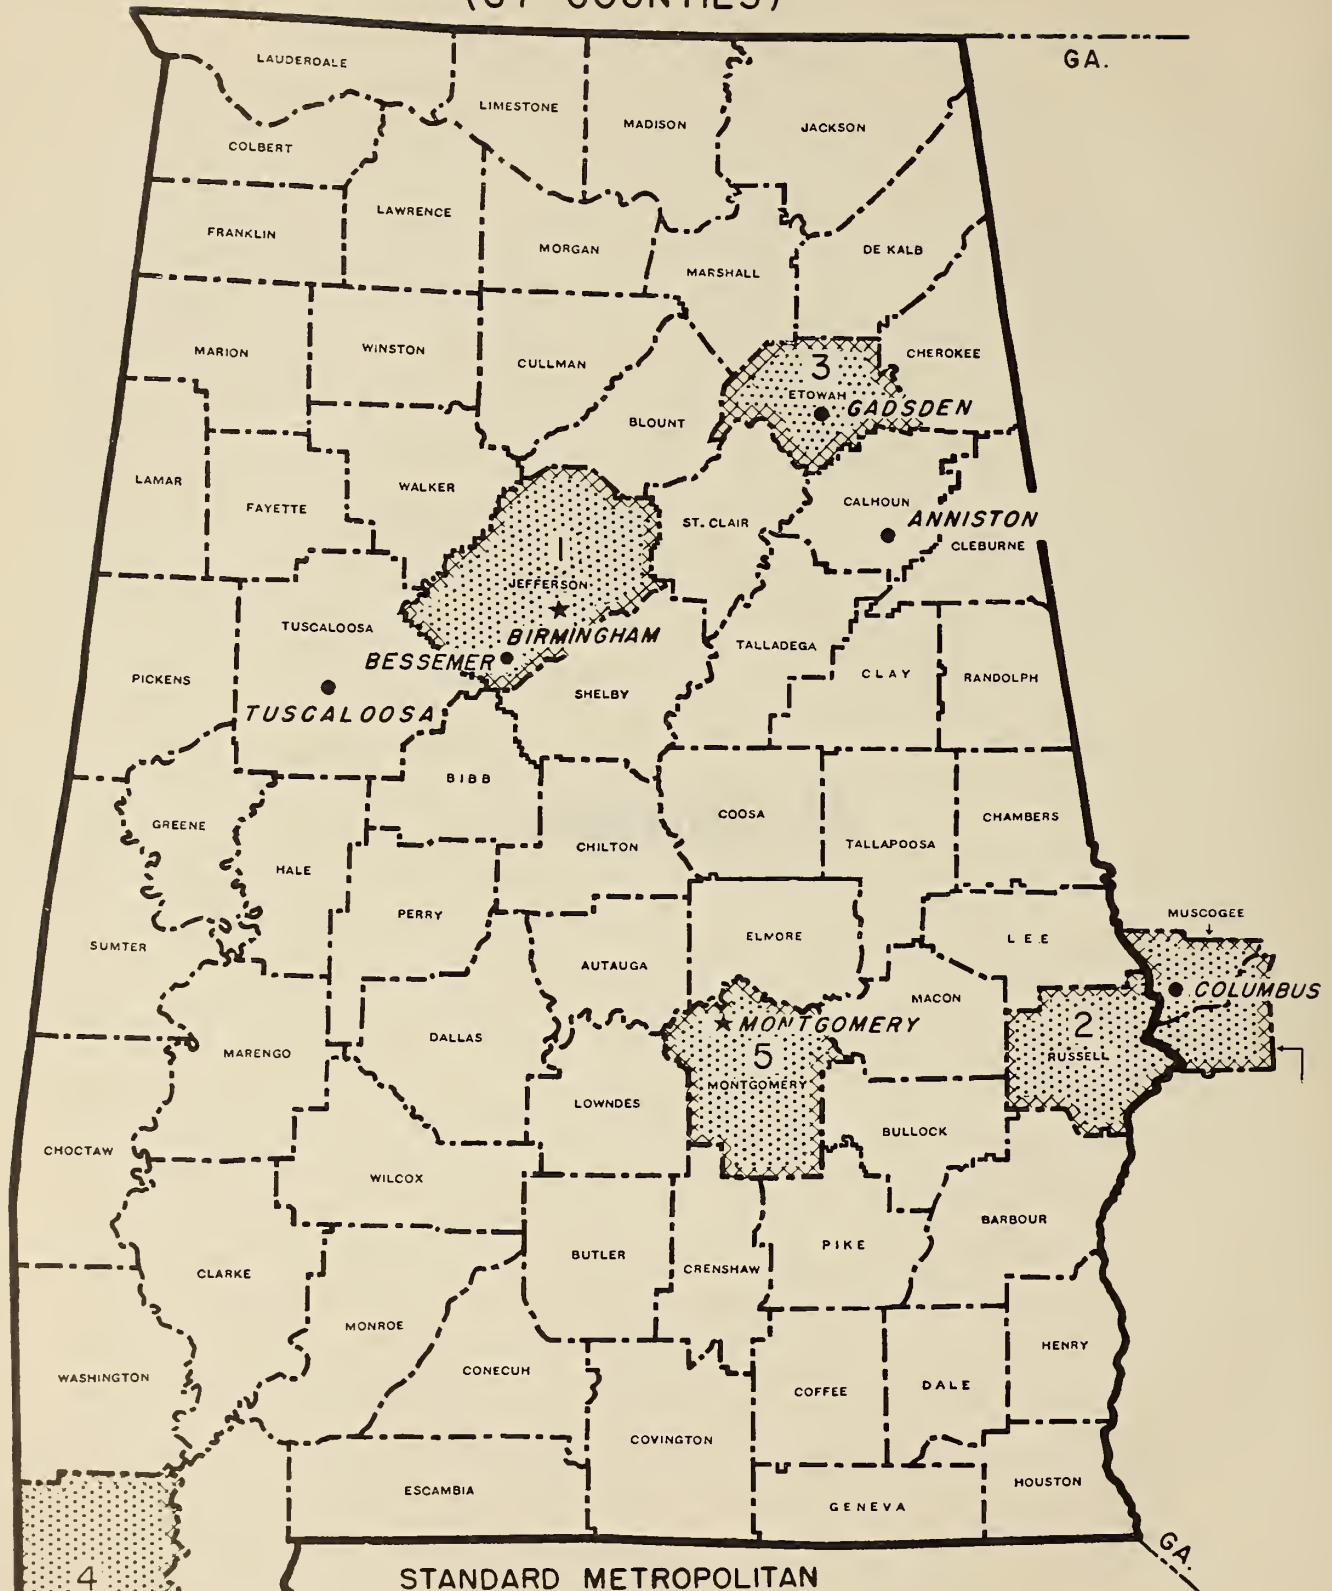 (67 COUNTIES)
GA.
LAUDERDALE
LIMESTONE
MADISON
JACKSON
COLBERT
LAWRENCE
FRANKLIN
MORGAN
DE KALB
MARSHALL
MARION
WINSTON
CULLMAN
CHEROKEE
3
ETOWAH
GADSDEN
BLOUNT
LAMAR
WALKER
FAYETTE
CALHOUN
ST. CLAIR
ANNISTON
CLEBURNE
1
JEFFERSON
BIRMINGHAM
BESSEMER
TUSCALOOSA
TALLADEGA
CLAY
RANDOLPH
PICKENS
SHELBY
TUSCALOOSA
BIBB
COOSA
CHAMBERS
GREENE
TALLAPOOSA
CHILTON
HALE
PERRY
MUSCOGEE
SUMTER
ELMORE
LEE
AUTAUGA
COLUMBUS
MACON
MONTGOMERY
5
MONTGOMERY
2
RUSSELL
DALLAS
MARENGO
LOWNDES
BULLOCK
CHOCTAW
WILCOX
BARBOUR
PIKE
BUTLER
CRENSHAW
CLARKE
MONROE
HENRY
CONECUH
WASHINGTON
COFFEE
DALE
COVINGTON
ESCAMBIA
HOUSTON
GENEVA
GA.
4
STANDARD METROPOLITAN